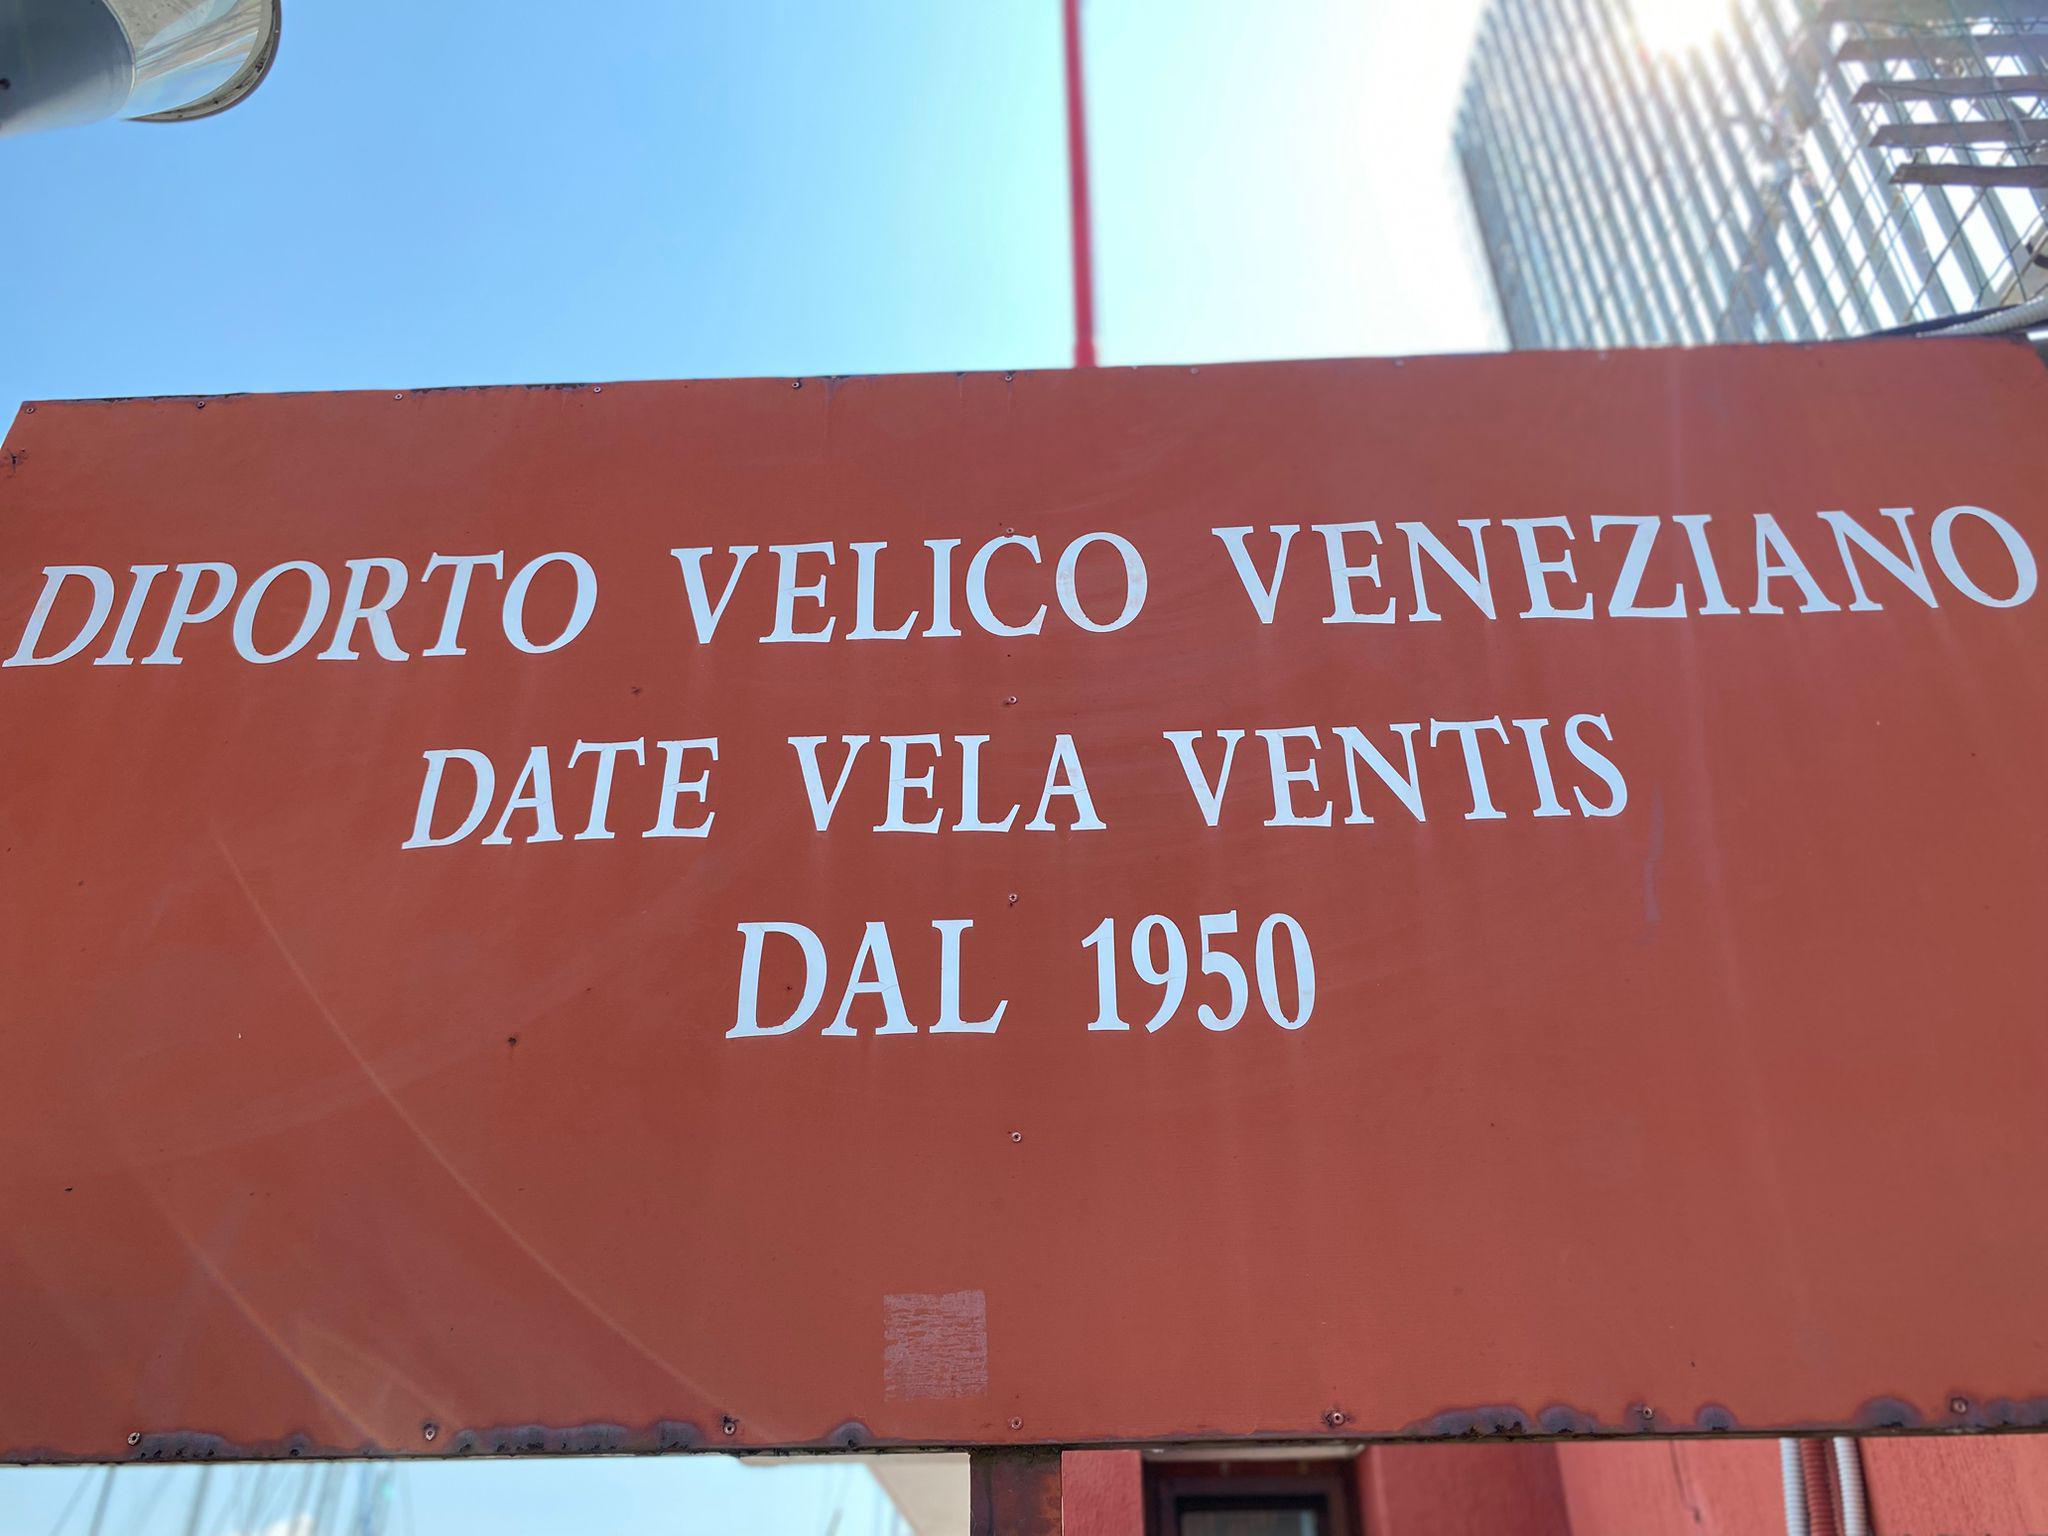 DIPORTO VELICO VENEZIANO
DATE VELA VENTIS
DAL 1950